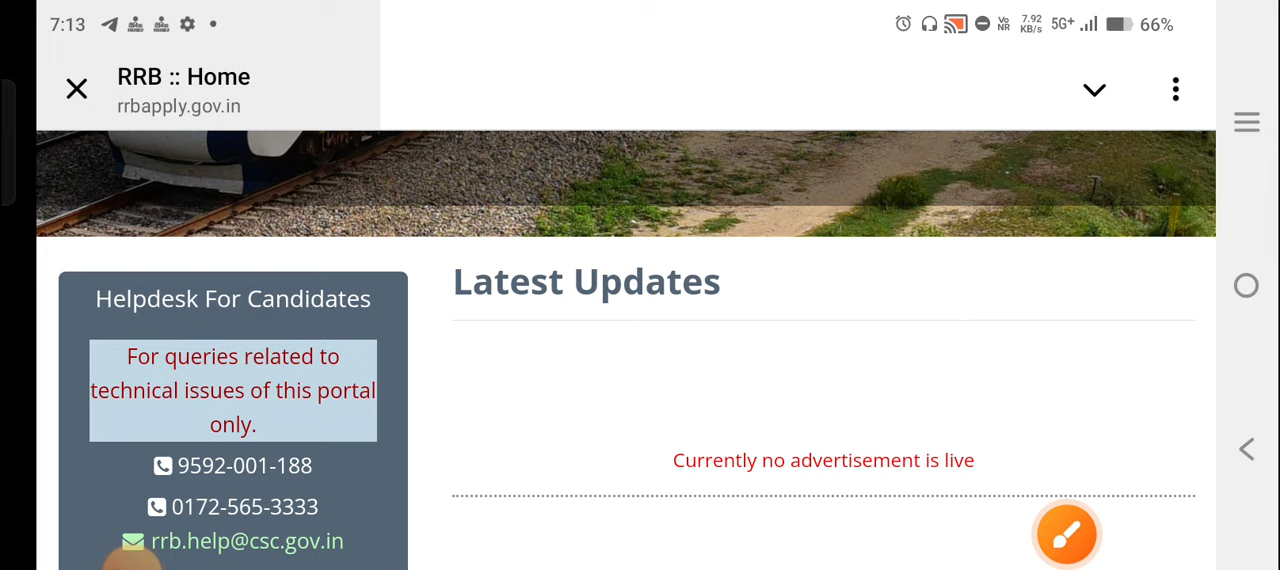 7:13
Vo
NR
7.92
KB/s
5G+
66%
RRB :: Home
rrbapply.gov.in
Helpdesk For Candidates
For queries related to
technical issues of this portal
only.
9592-001-188
0172-565-3333
rrb.help@csc.gov.in
Latest Updates
Currently no advertisement is live